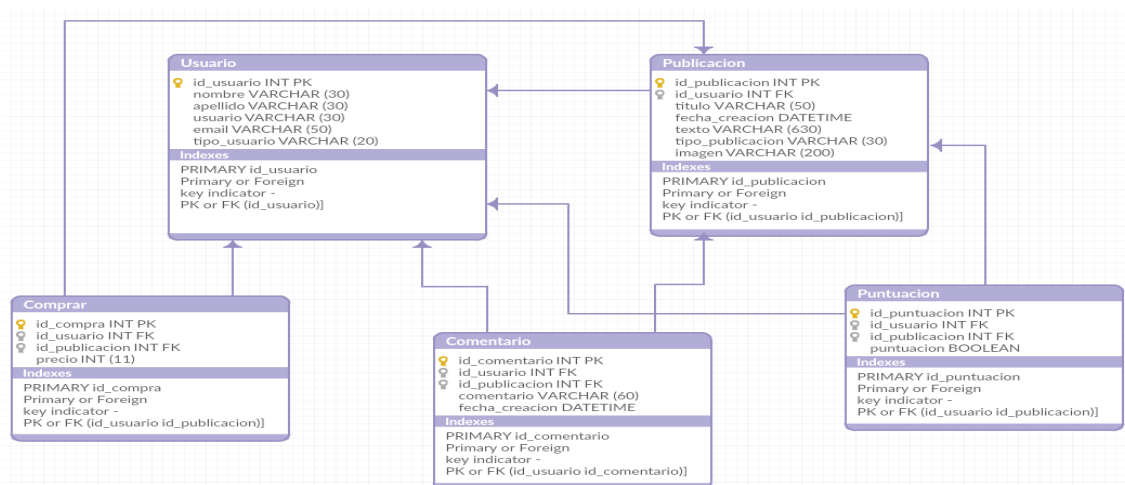 Usuario
id_usuario INT PK
nombre VARCHAR (30)
apellido VARCHAR (30)
usuario VARCHAR (30)
email VARCHAR (50)
tipo_usuario VARCHAR (20)
Indexes
PRIMARY id_usuario
Primary or Foreign
key indicator -
PK or FK (id_usuario)]
Publicacion
id_publicacion INT PK
id_usuario INT FK
titulo VARCHAR (50)
fecha_creacion DATETIME
texto VARCHAR (630)
tipo_publicacion VARCHAR (30)
imagen VARCHAR (200)
Indexes
PRIMARY id_publicacion
Primary or Foreign
key indicator -
PK or FK (id_usuario id_publicacion)]
Comprar
id_compra INT PK
id_usuario INT FK
id_publicacion INT FK
precio INT (11)
Indexes
PRIMARY id_compra
Primary or Foreign
key indicator -
PK or FK (id_usuario id_publicacion)]
Comentario
id_comentario INT PK
id_usuario INT FK
id_publicacion INT FK
comentario VARCHAR (60)
fecha_creacion DATETIME
Indexes
PRIMARY id_comentario
Primary or Foreign
key indicator -
PK or FK (id_usuario id_comentario)]
Puntuacion
id_puntuacion INT PK
id_usuario INT FK
id_publicacion INT FK
puntuacion BOOLEAN
Indexes
PRIMARY id_puntuacion
Primary or Foreign
key indicator -
PK or FK (id_usuario id_publicacion)]